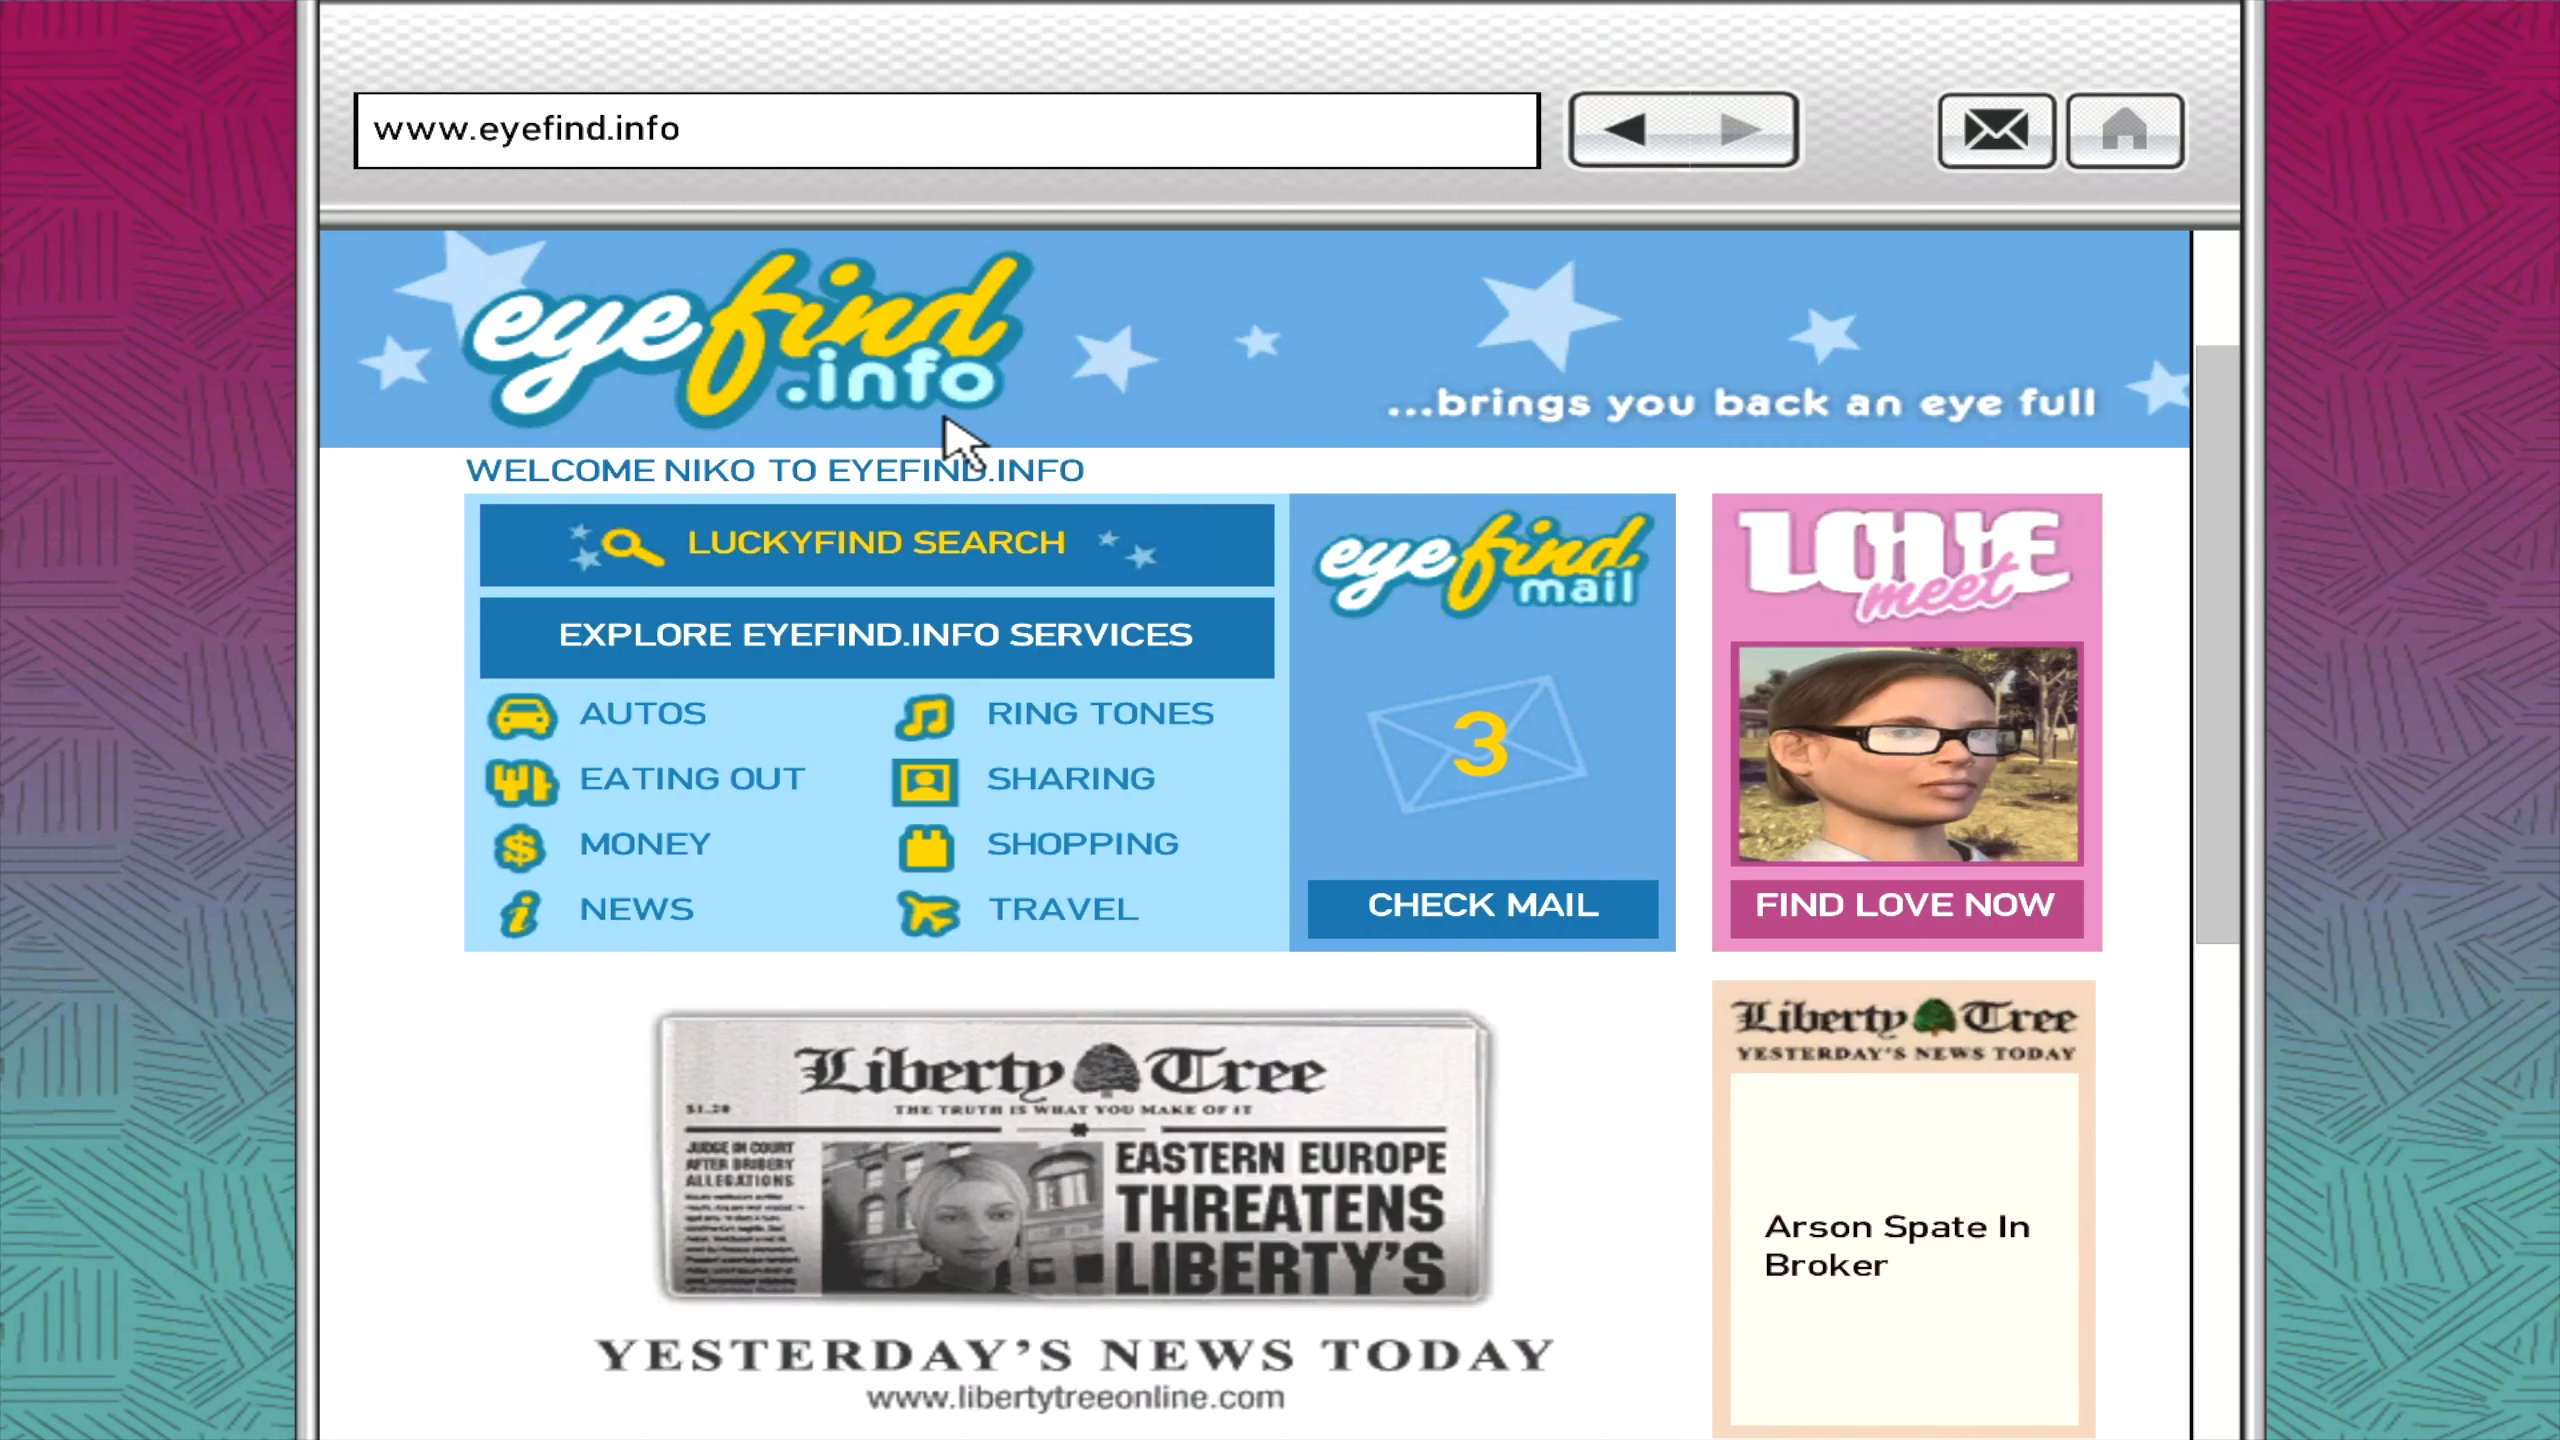 www.eyefind.info
eyefind
.info
...brings you back an eye full
WELCOME NIKO TO EYEFIND.INFO
LUCKYFIND SEARCH
EXPLORE EYEFIND.INFO SERVICES
AUTOS
RING TONES
EATING OUT
SHARING
MONEY
SHOPPING
NEWS
TRAVEL
eyefind
mail
3
CHECK MAIL
LOVE
meet
FIND LOVE NOW
Liberty Tree
THE TRUTH IS WHAT YOU MAKE OF IT
$1.20
JUDGE IN COURT
AFTER BRIBERY
ALLEGATIONS
EASTERN EUROPE
THREATENS
LIBERTY'S
YESTERDAY'S NEWS TODAY
www.libertytreeonline.com
Liberty Tree
YESTERDAY'S NEWS TODAY
Arson Spate In
Broker